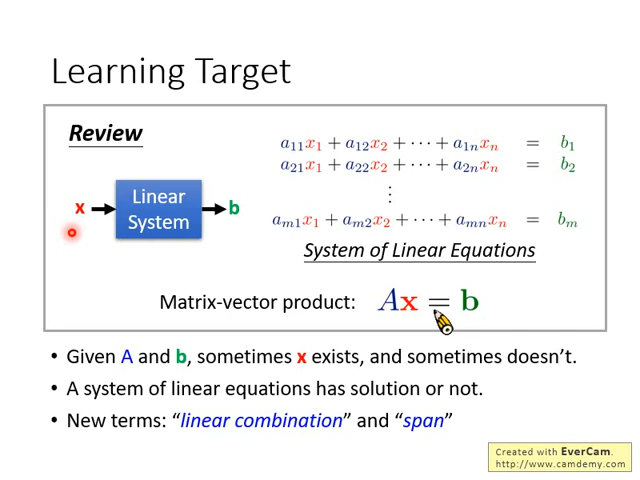 Learning Target
Review
x
Linear
System
b
a₁₁x₁ + a₁₂x₂ + ⋯ + a₁ₙxₙ = b₁
a₂₁x₁ + a₂₂x₂ + ⋯ + a₂ₙxₙ = b₂
⋮
aₘ₁x₁ + aₘ₂x₂ + ⋯ + aₘₙxₙ = bₘ
System of Linear Equations
Matrix-vector product: Ax = b
• Given A and b, sometimes x exists, and sometimes doesn’t.
• A system of linear equations has solution or not.
• New terms: “linear combination” and “span”
Created with EverCam.
http://www.camdemy.com